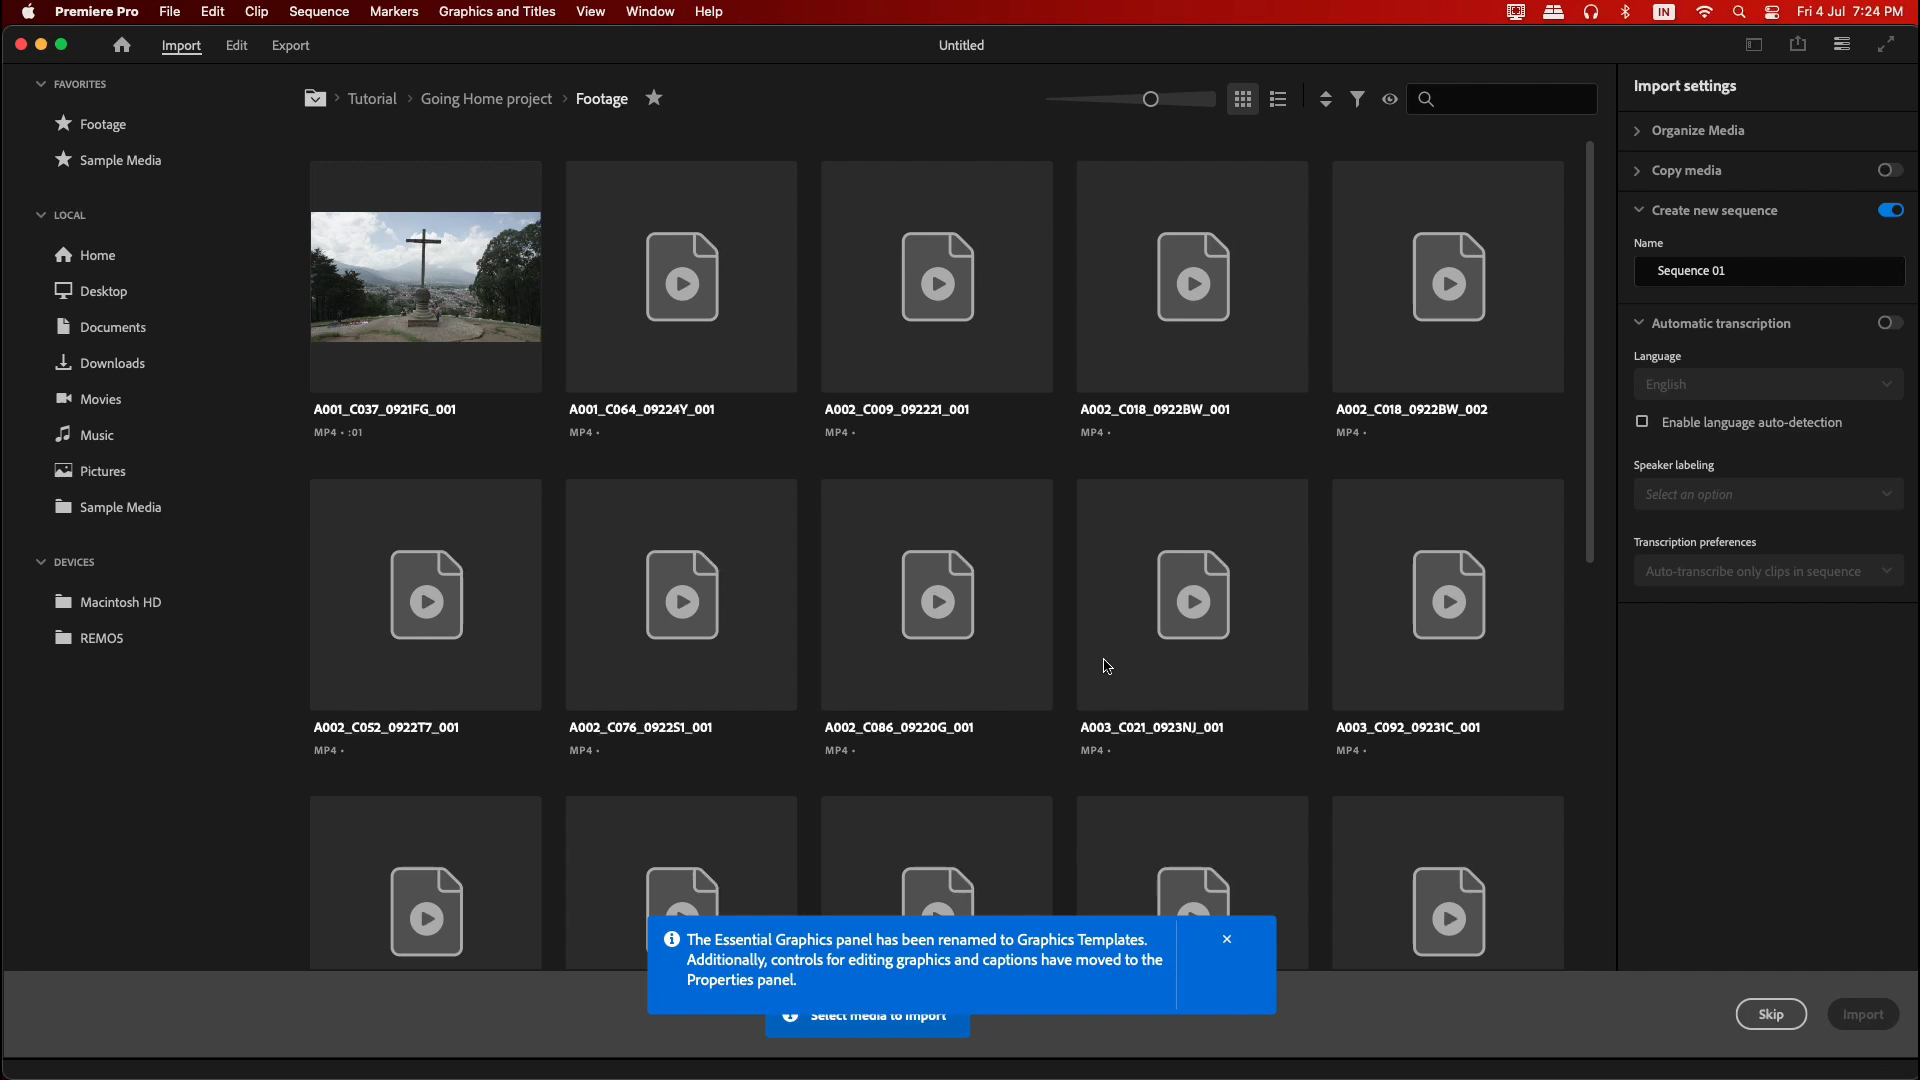 Premiere Pro File Edit Clip Sequence Markers Graphics and Titles View Window Help IN Fri 4 Jul 7:24 PM
Import Edit Export Untitled
FAVORITES
Footage
Sample Media
LOCAL
Home
Desktop
Documents
Downloads
Movies
Music
Pictures
Sample Media
DEVICES
Macintosh HD
REMO5
Tutorial > Going Home project > Footage
A001_C037_0921FG_001 A001_C064_09224Y_001 A002_C009_092221_001 A002_C018_0922BW_001 A002_C018_0922BW_002
MP4 • :01 MP4 • MP4 • MP4 • MP4 •
A002_C052_0922T7_001 A002_C076_0922S1_001 A002_C086_09220G_001 A003_C021_0923NJ_001 A003_C092_09231C_001
MP4 • MP4 • MP4 • MP4 • MP4 •
The Essential Graphics panel has been renamed to Graphics Templates.
Additionally, controls for editing graphics and captions have moved to the
Properties panel.
Select media to import
Import settings
Organize Media
Copy media
Create new sequence
Name
Sequence 01
Automatic transcription
Language
English
Enable language auto-detection
Speaker labeling
Select an option
Transcription preferences
Auto-transcribe only clips in sequence
Skip Import